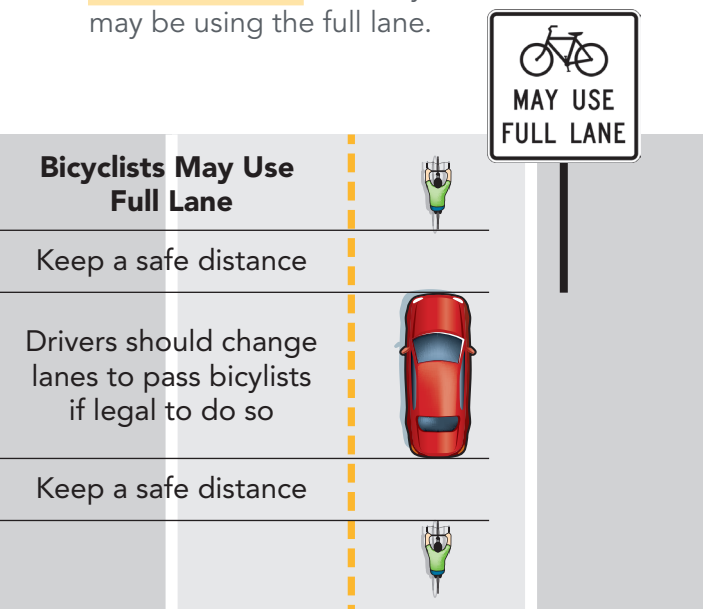 may be using the full lane.
MAY USE
FULL LANE
Bicyclists May Use
Full Lane
Keep a safe distance
Drivers should change
lanes to pass bicylists
if legal to do so
Keep a safe distance